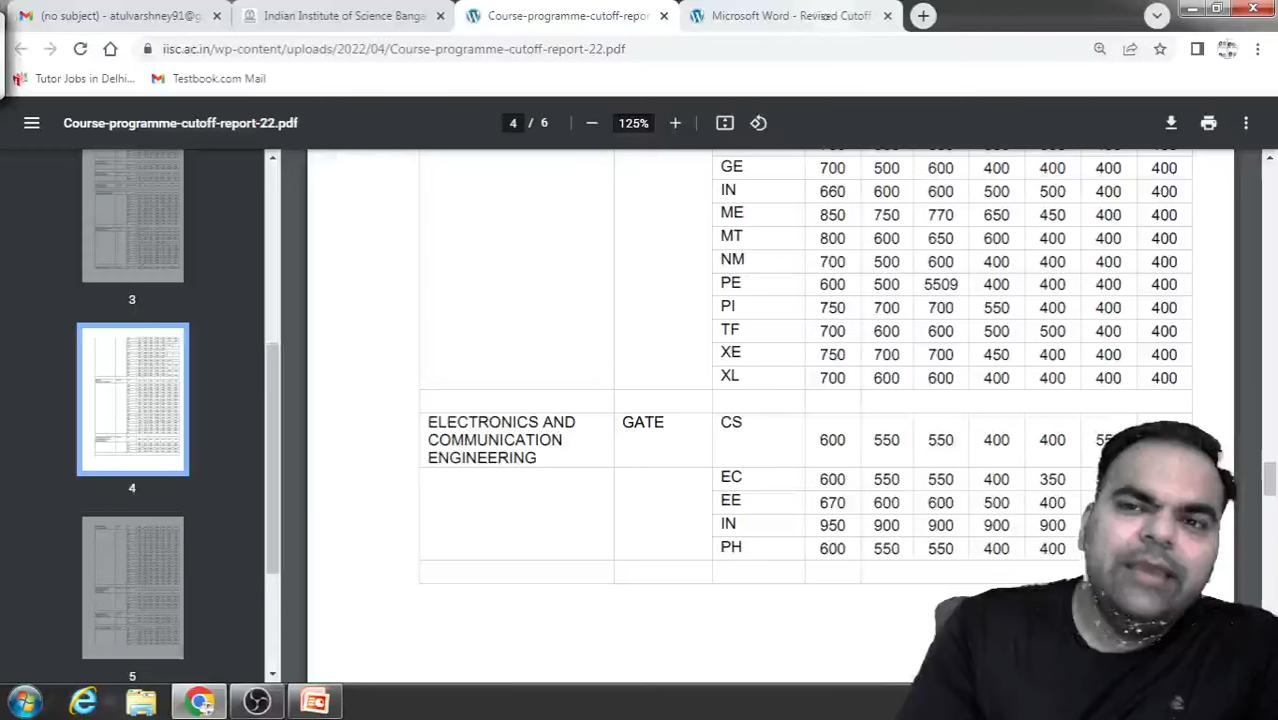 (no subject) - atulvarshney91@g
Indian Institute of Science Banga
Course-programme-cutoff-repor
Microsoft Word - Revised Cutoff
iisc.ac.in/wp-content/uploads/2022/04/Course-programme-cutoff-report-22.pdf
Tutor Jobs in Delhi...
Testbook.com Mail
Course-programme-cutoff-report-22.pdf
4 / 6
125%
GE 700 500 600 400 400 400 400
IN 660 600 600 500 500 400 400
ME 850 750 770 650 450 400 400
MT 800 600 650 600 400 400 400
NM 700 500 600 400 400 400 400
PE 600 500 5509 400 400 400 400
PI 750 700 700 550 400 400 400
TF 700 600 600 500 500 400 400
XE 750 700 700 450 400 400 400
XL 700 600 600 400 400 400 400
ELECTRONICS AND COMMUNICATION ENGINEERING GATE CS 600 550 550 400 400
EC 600 550 550 400 350
EE 670 600 600 500 400
IN 950 900 900 900 900
PH 600 550 550 400 400
3
4
5